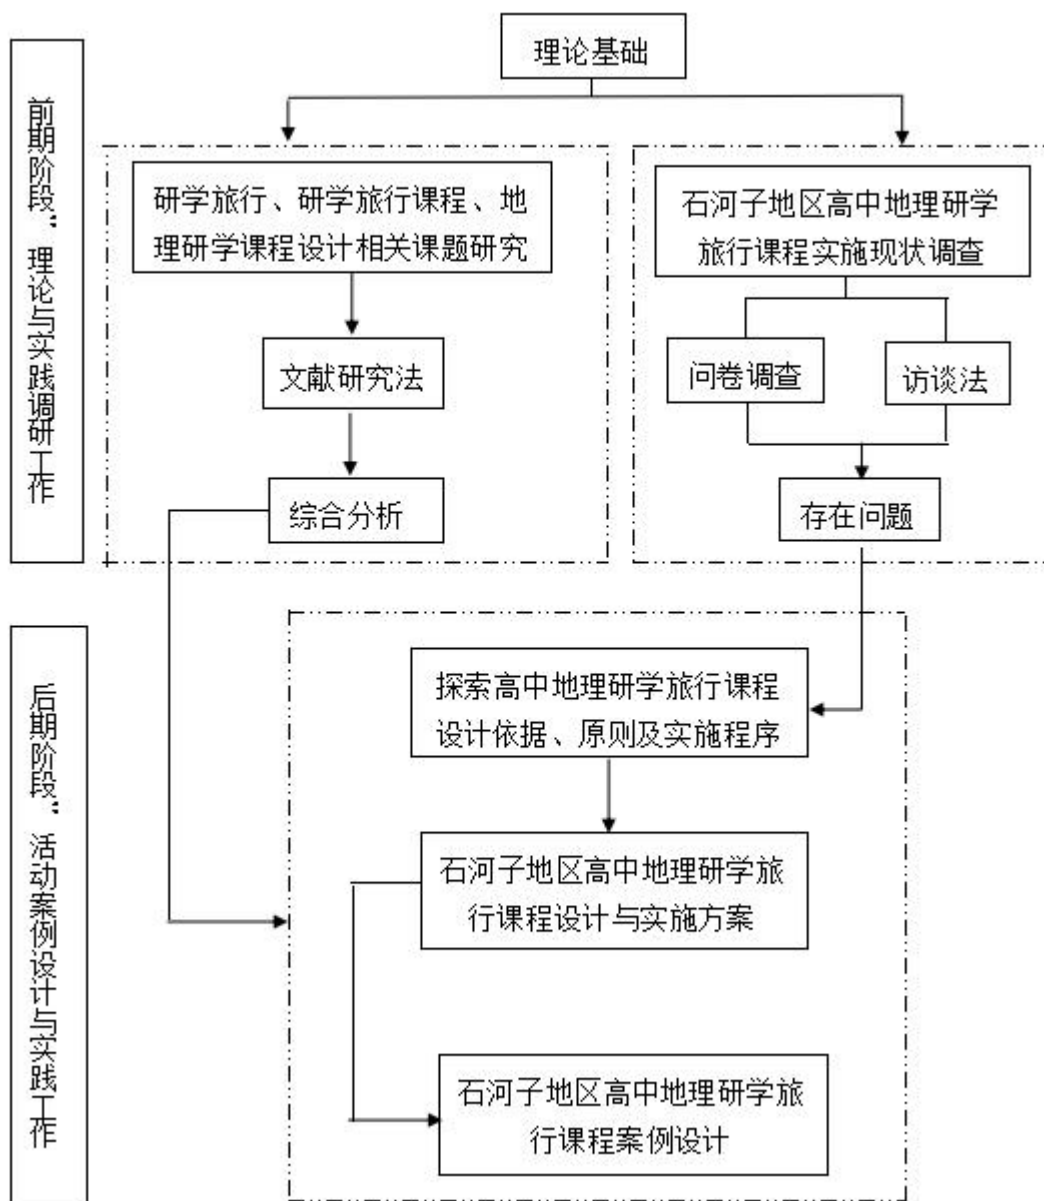 理论基础
前期阶段：理论与实践调研工作
研学旅行、研学旅行课程、地
理研学课程设计相关课题研究
石河子地区高中地理研学
旅行课程实施现状调查
文献研究法
问卷调查
访谈法
综合分析
存在问题
后期阶段：活动案例设计与实践工作
探索高中地理研学旅行课程
设计依据、原则及实施程序
石河子地区高中地理研学旅
行课程设计与实施方案
石河子地区高中地理研学旅
行课程案例设计